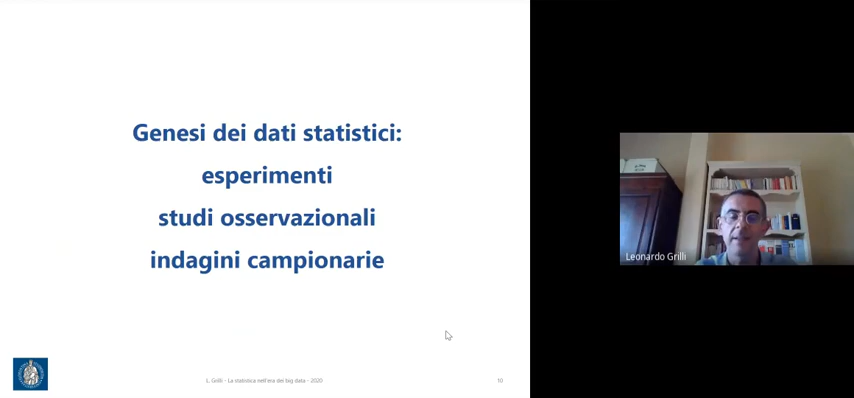 Genesi dei dati statistici:
esperimenti
studi osservazionali
indagini campionarie
Leonardo Grilli
L. Grilli - La statistica nell'era dei big data - 2020
10